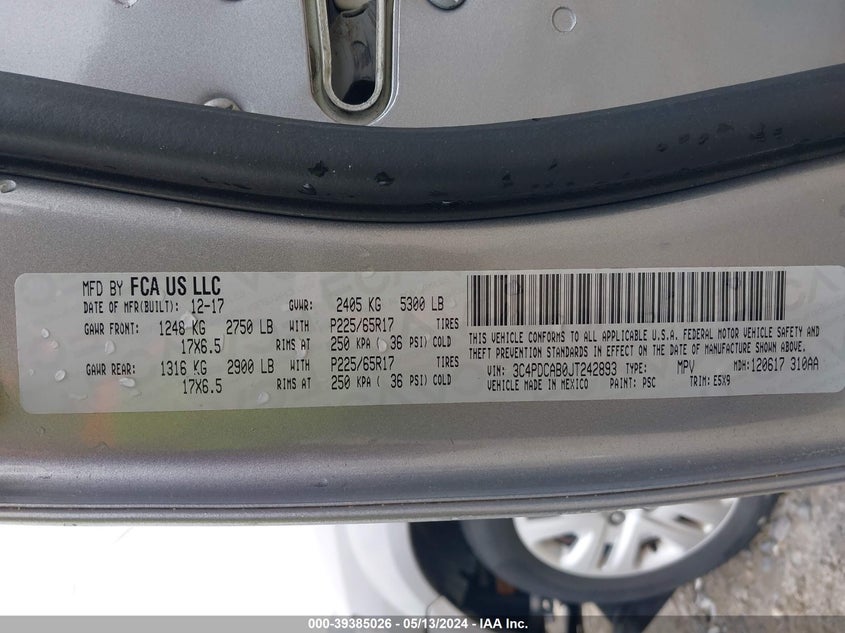 MFD BY FCA US LLC
DATE OF MFR(BUILT): 12-17 GVWR: 2405 KG 5300 LB
GAWR FRONT: 1248 KG 2750 LB WITH P225/65R17 TIRES
17X6.5 RIMS AT 250 KPA ( 36 PSI) COLD
GAWR REAR: 1316 KG 2900 LB WITH P225/65R17 TIRES
17X6.5 RIMS AT 250 KPA ( 36 PSI) COLD
THIS VEHICLE CONFORMS TO ALL APPLICABLE U.S.A. FEDERAL MOTOR VEHICLE SAFETY AND
THEFT PREVENTION STANDARDS IN EFFECT ON THE DATE OF MANUFACTURE SHOWN ABOVE.
VIN: 3C4PDCAB0JT242893 TYPE: MPV MDH:120617 310AA
VEHICLE MADE IN MEXICO PAINT: PSC TRIM: E5X9
000-39385026 - 05/13/2024 - IAA Inc.